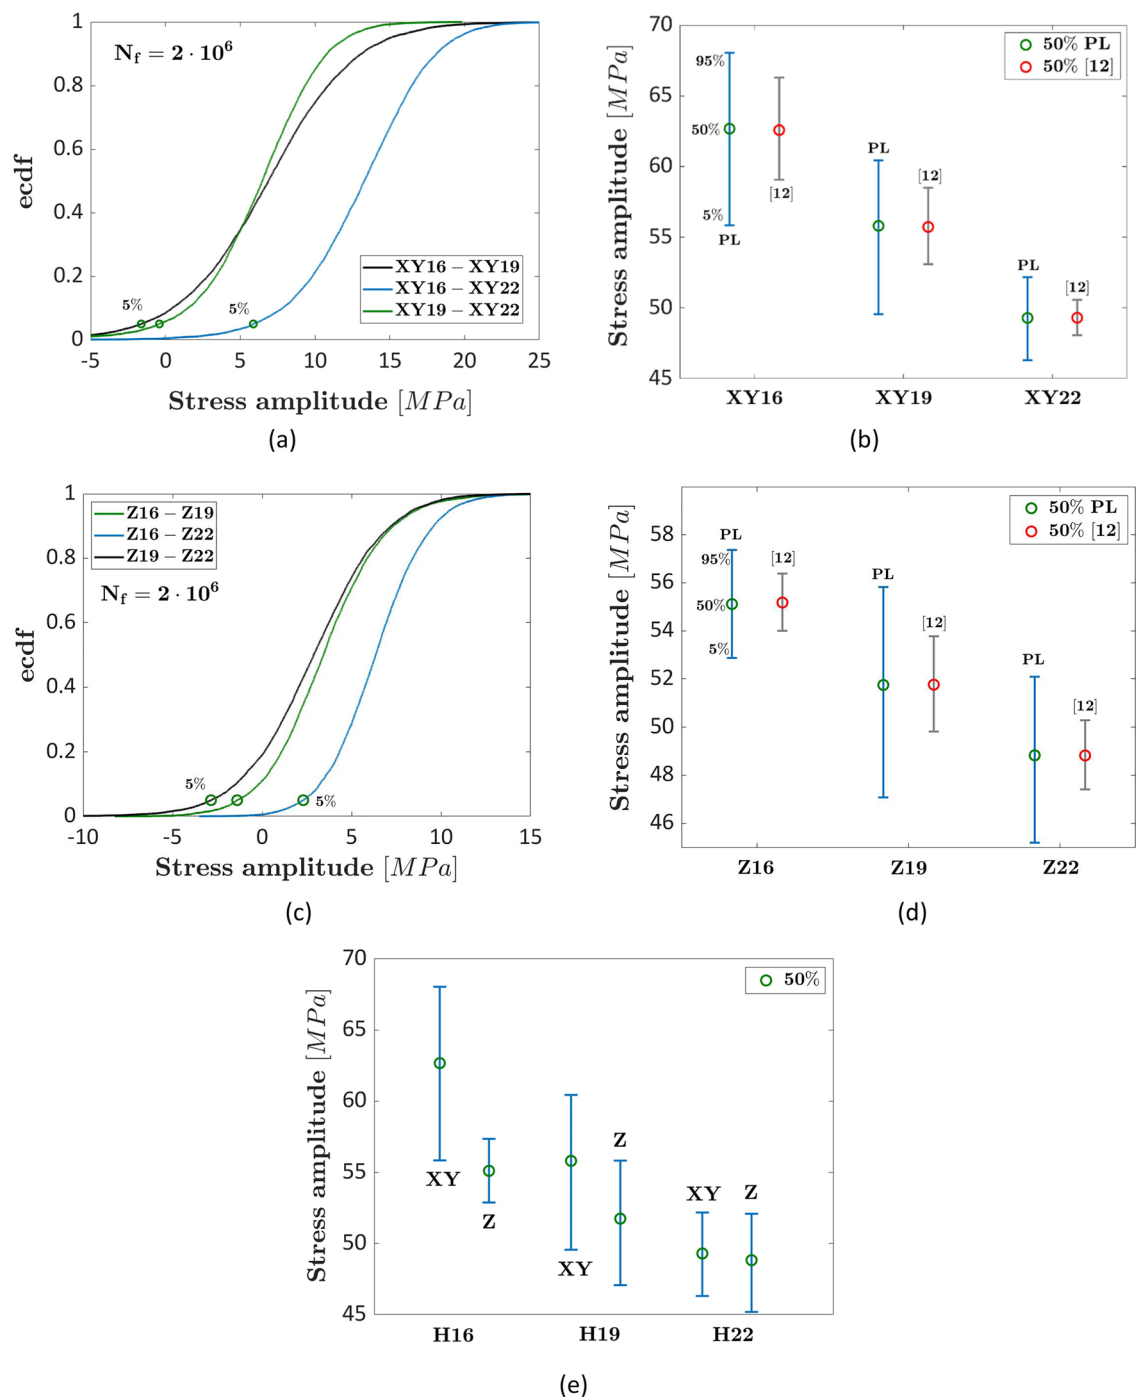 1
0.8
0.6
0.4
0.2
0
ecdf
N_f = 2 · 10^6
5%
5%
XY16 – XY19
XY16 – XY22
XY19 – XY22
-5
0
5
10
15
20
25
Stress amplitude [MPa]
(a)
70
65
60
55
50
45
Stress amplitude [MPa]
50% PL
50% [12]
95%
50%
5%
PL
[12]
PL
[12]
PL
[12]
XY16
XY19
XY22
(b)
1
0.8
0.6
0.4
0.2
0
ecdf
Z16 – Z19
Z16 – Z22
Z19 – Z22
N_f = 2 · 10^6
5%
5%
-10
-5
0
5
10
15
Stress amplitude [MPa]
(c)
58
56
54
52
50
48
46
Stress amplitude [MPa]
50% PL
50% [12]
PL
95%
50%
5%
[12]
PL
[12]
PL
[12]
Z16
Z19
Z22
(d)
70
65
60
55
50
45
Stress amplitude [MPa]
50%
XY
Z
XY
Z
XY
Z
H16
H19
H22
(e)